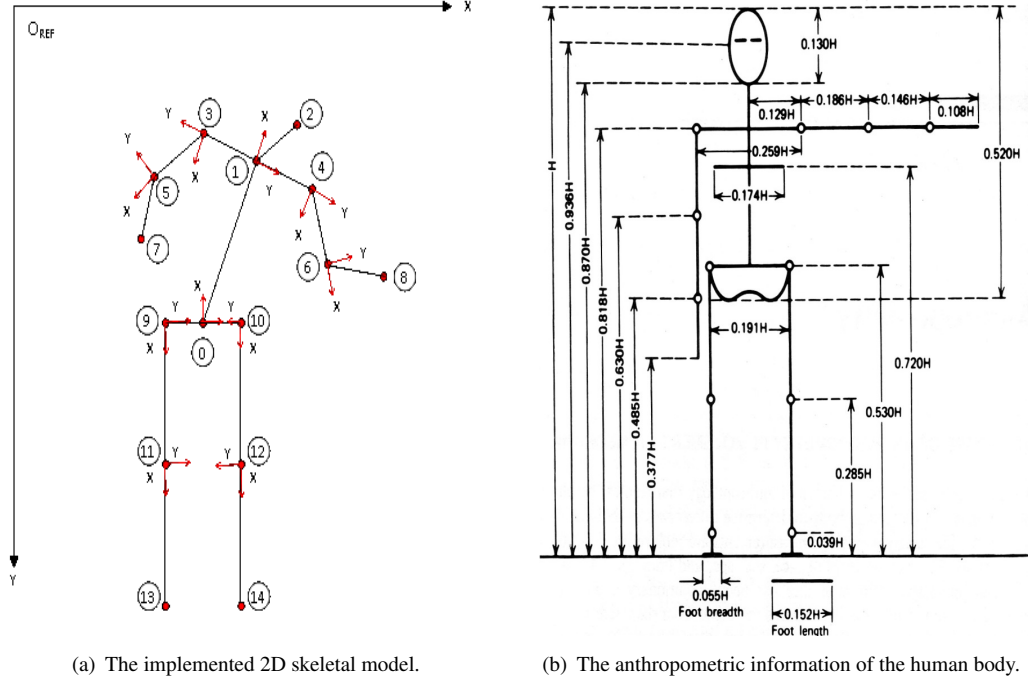 X
O_REF
3
Y
2
X
Y
1
4
5
X
Y
X
Y
X
7
6
Y
8
X
9
Y
Y
10
X
0
X
11
Y
Y
12
X
X
13
14
Y
X
(a) The implemented 2D skeletal model.
0.130H
0.186H
0.146H
0.129H
0.108H
0.259H
0.520H
H
0.936H
0.870H
0.818H
0.174H
0.630H
0.485H
0.377H
0.191H
0.720H
0.530H
0.285H
0.039H
0.055H
Foot breadth
0.152H
Foot length
(b) The anthropometric information of the human body.